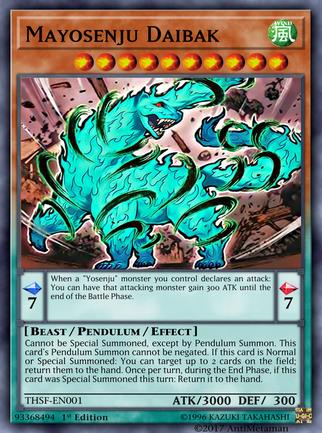 Mayosenju Daibak
WIND
風
When a "Yosenju" monster you control declares an attack:
You can have that attacking monster gain 300 ATK until the
end of the Battle Phase.
7
7
[ Beast / Pendulum / Effect ]
Cannot be Special Summoned, except by Pendulum Summon. This
card's Pendulum Summon cannot be negated. If this card is Normal
or Special Summoned: You can target up to 2 cards on the field;
return them to the hand. Once per turn, during the End Phase, if this
card was Special Summoned this turn: Return it to the hand.
THSF-EN001
ATK/3000 DEF/ 300
93368494 1st Edition
©1996 KAZUKI TAKAHASHI
©2017 AntiMetaman